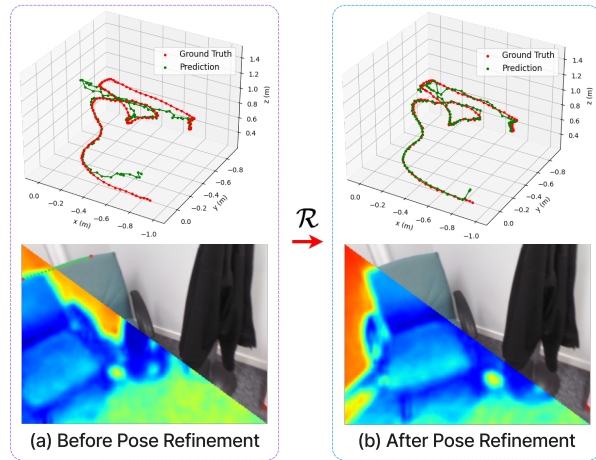 Ground Truth
Prediction
1.4
1.2
1.0
0.8
0.6
0.4
z (m)
0.0
−0.2
−0.4
−0.6
−0.8
−1.0
x (m)
0.0
−0.2
−0.4
−0.6
−0.8
y (m)
ℛ
Ground Truth
Prediction
1.4
1.2
1.0
0.8
0.6
0.4
z (m)
0.0
−0.2
−0.4
−0.6
−0.8
−1.0
x (m)
0.0
−0.2
−0.4
−0.6
−0.8
y (m)
(a) Before Pose Refinement
(b) After Pose Refinement